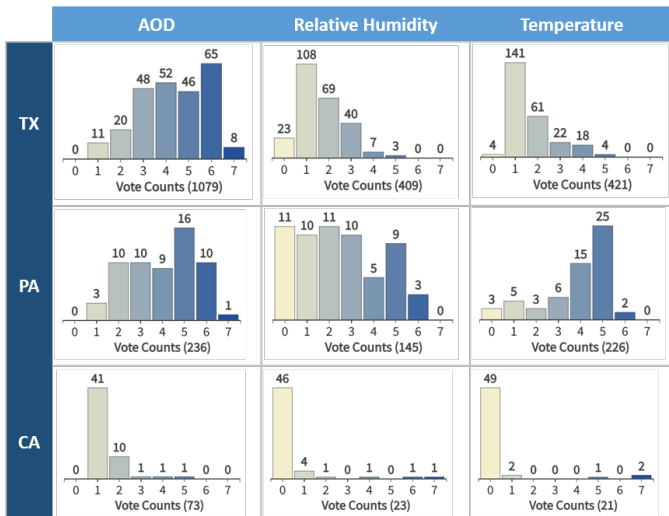 AOD Relative Humidity Temperature
TX
0 11 20 48 52 46 65 8
0 1 2 3 4 5 6 7
Vote Counts (1079)
23 108 69 40 7 3 0 0
0 1 2 3 4 5 6 7
Vote Counts (409)
4 141 61 22 18 4 0 0
0 1 2 3 4 5 6 7
Vote Counts (421)
PA
0 3 10 10 9 16 10 1
0 1 2 3 4 5 6 7
Vote Counts (236)
11 10 11 10 5 9 3 0
0 1 2 3 4 5 6 7
Vote Counts (145)
3 5 3 6 15 25 2 0
0 1 2 3 4 5 6 7
Vote Counts (226)
CA
0 41 10 1 1 1 0 0
0 1 2 3 4 5 6 7
Vote Counts (73)
46 4 1 0 1 0 1 1
0 1 2 3 4 5 6 7
Vote Counts (23)
49 2 0 0 0 1 0 2
0 1 2 3 4 5 6 7
Vote Counts (21)